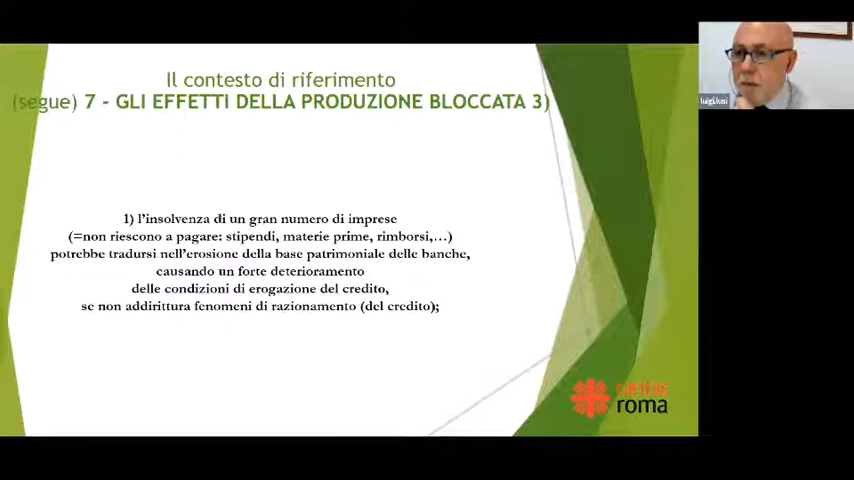 Il contesto di riferimento
(segue) 7 - GLI EFFETTI DELLA PRODUZIONE BLOCCATA 3)
1) l'insolvenza di un gran numero di imprese
(=non riescono a pagare: stipendi, materie prime, rimborsi,…)
potrebbe tradursi nell'erosione della base patrimoniale delle banche,
causando un forte deterioramento
delle condizioni di erogazione del credito,
se non addirittura fenomeni di razionamento (del credito);
caritas
roma